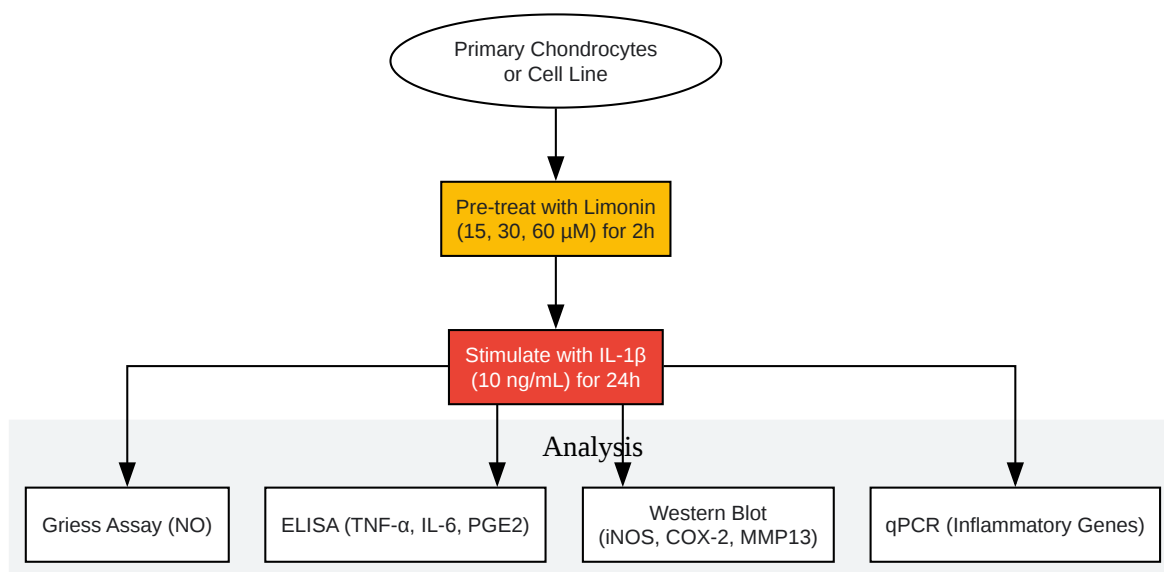 Primary Chondrocytes
or Cell Line
Pre-treat with Limonin
(15, 30, 60 µM) for 2h
Stimulate with IL-1β
(10 ng/mL) for 24h
Analysis
Griess Assay (NO)
ELISA (TNF-α, IL-6, PGE2)
Western Blot
(iNOS, COX-2, MMP13)
qPCR (Inflammatory Genes)